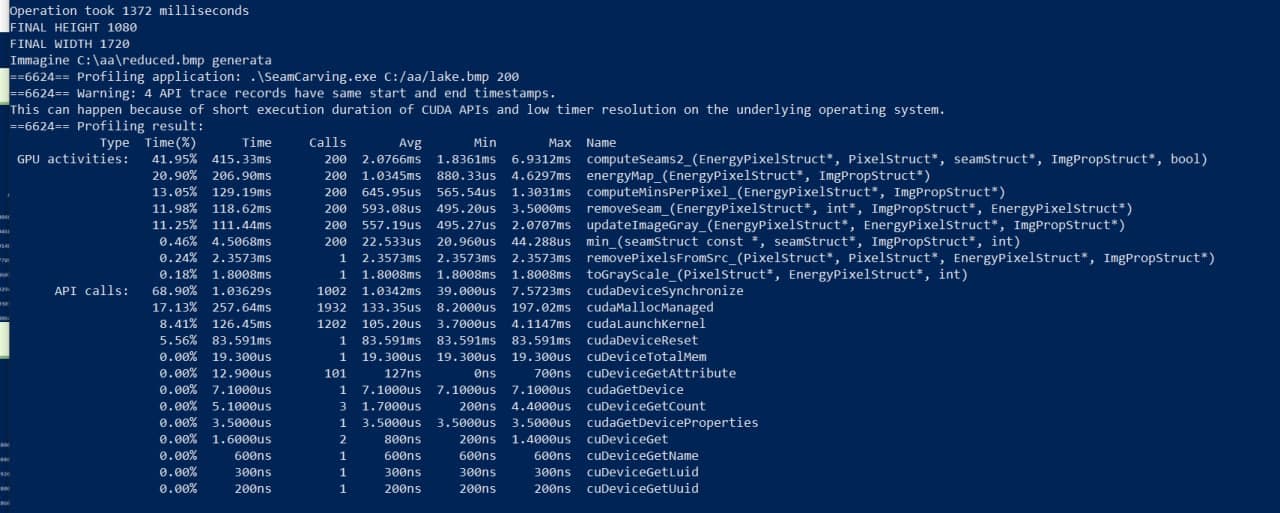 Operation took 1372 milliseconds
FINAL HEIGHT 1080
FINAL WIDTH 1720
Immagine C:\aa\reduced.bmp generata
==6624== Profiling application: .\SeamCarving.exe C:/aa/lake.bmp 200
==6624== Warning: 4 API trace records have same start and end timestamps.
This can happen because of short execution duration of CUDA APIs and low timer resolution on the underlying operating system.
==6624== Profiling result:
Type Time(%) Time Calls Avg Min Max Name
GPU activities: 41.95% 415.33ms 200 2.0766ms 1.8361ms 6.9312ms computeSeams2_(EnergyPixelStruct*, PixelStruct*, seamStruct*, ImgPropStruct*, bool)
20.90% 206.90ms 200 1.0345ms 880.33us 4.6297ms energyMap_(EnergyPixelStruct*, ImgPropStruct*)
13.05% 129.19ms 200 645.95us 565.54us 1.3031ms computeMinsPerPixel_(EnergyPixelStruct*, ImgPropStruct*)
11.98% 118.62ms 200 593.08us 495.20us 3.5000ms removeSeam_(EnergyPixelStruct*, int*, ImgPropStruct*, EnergyPixelStruct*)
11.25% 111.44ms 200 557.19us 495.27us 2.0707ms updateImageGray_(EnergyPixelStruct*, EnergyPixelStruct*, ImgPropStruct*)
0.46% 4.5068ms 200 22.533us 20.960us 44.288us min_(seamStruct const *, seamStruct*, ImgPropStruct*, int)
0.24% 2.3573ms 1 2.3573ms 2.3573ms 2.3573ms removePixelsFromSrc_(PixelStruct*, PixelStruct*, EnergyPixelStruct*, ImgPropStruct*)
0.18% 1.8008ms 1 1.8008ms 1.8008ms 1.8008ms toGrayScale_(PixelStruct*, EnergyPixelStruct*, int)
API calls: 68.90% 1.03629s 1002 1.0342ms 39.000us 7.5723ms cudaDeviceSynchronize
17.13% 257.64ms 1932 133.35us 8.2000us 197.02ms cudaMallocManaged
8.41% 126.45ms 1202 105.20us 3.7000us 4.1147ms cudaLaunchKernel
5.56% 83.591ms 1 83.591ms 83.591ms 83.591ms cudaDeviceReset
0.00% 19.300us 1 19.300us 19.300us 19.300us cuDeviceTotalMem
0.00% 12.900us 101 127ns 0ns 700ns cuDeviceGetAttribute
0.00% 7.1000us 1 7.1000us 7.1000us 7.1000us cudaGetDevice
0.00% 5.1000us 3 1.7000us 200ns 4.4000us cuDeviceGetCount
0.00% 3.5000us 1 3.5000us 3.5000us 3.5000us cudaGetDeviceProperties
0.00% 1.6000us 2 800ns 200ns 1.4000us cuDeviceGet
0.00% 600ns 1 600ns 600ns 600ns cuDeviceGetName
0.00% 300ns 1 300ns 300ns 300ns cuDeviceGetLuid
0.00% 200ns 1 200ns 200ns 200ns cuDeviceGetUuid